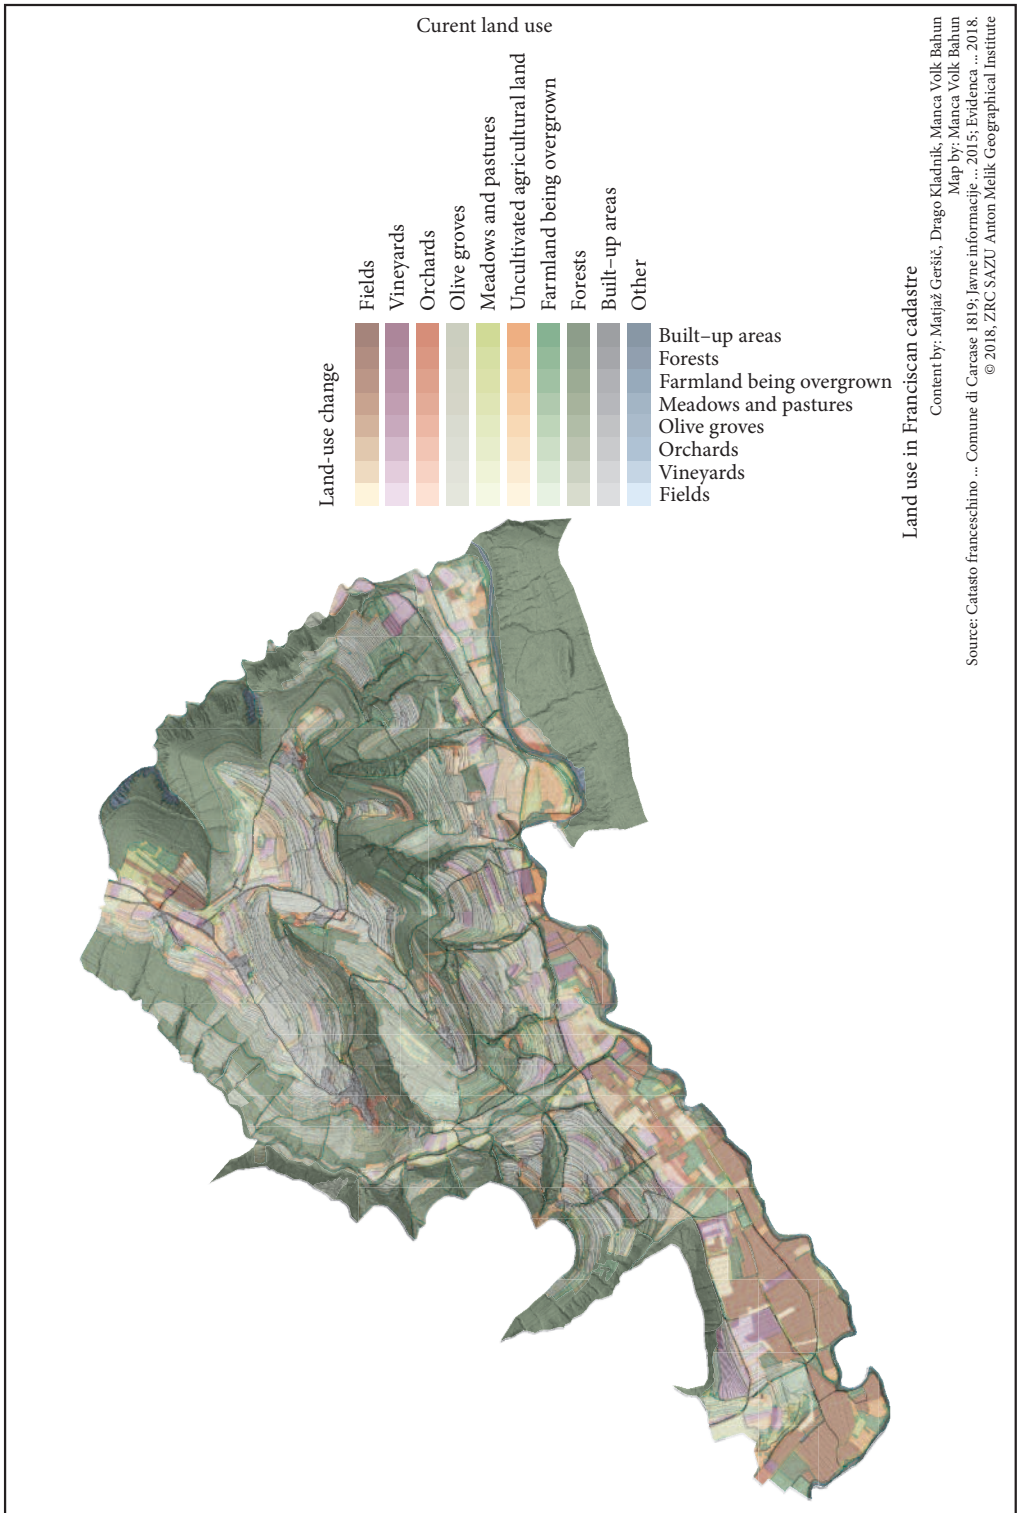 Curent land use
Fields
Vineyards
Orchards
Olive groves
Meadows and pastures
Uncultivated agricultural land
Farmland being overgrown
Forests
Built–up areas
Other
Land-use change
Built–up areas
Forests
Farmland being overgrown
Meadows and pastures
Olive groves
Orchards
Vineyards
Fields
Land use in Franciscan cadastre
Content by: Matjaž Geršič, Drago Kladnik, Manca Volk Bahun
Map by: Manca Volk Bahun
Source: Catasto franceschino ... Comune di Carcase 1819; Javne informacije ... 2015; Evidenca ... 2018.
© 2018, ZRC SAZU Anton Melik Geographical Institute